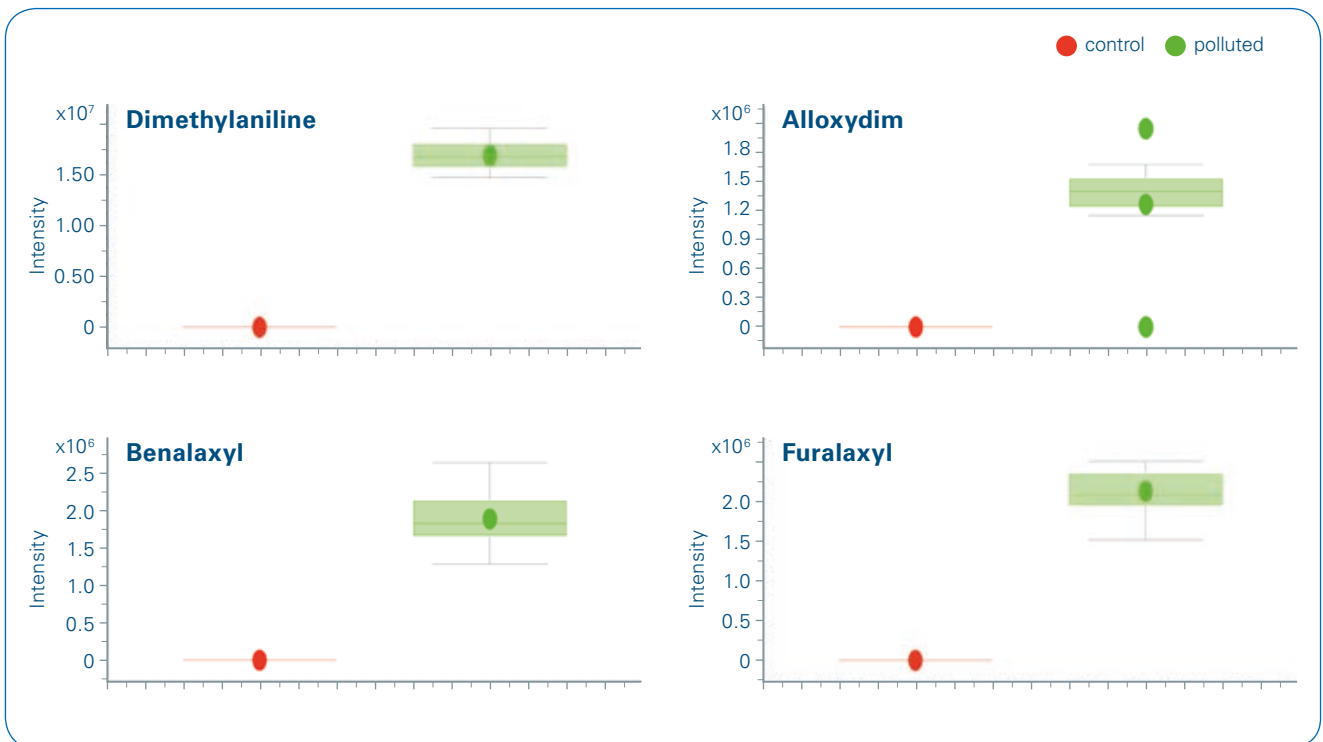 control polluted
x10⁷
Dimethylaniline
1.50
1.00
0.50
0
Intensity
x10⁶
Alloxydim
1.8
1.5
1.2
0.9
0.6
0.3
0
Intensity
x10⁶
Benalaxyl
2.5
2.0
1.5
1.0
0.5
0
Intensity
x10⁶
Furalaxyl
2.0
1.5
1.0
0.5
0
Intensity